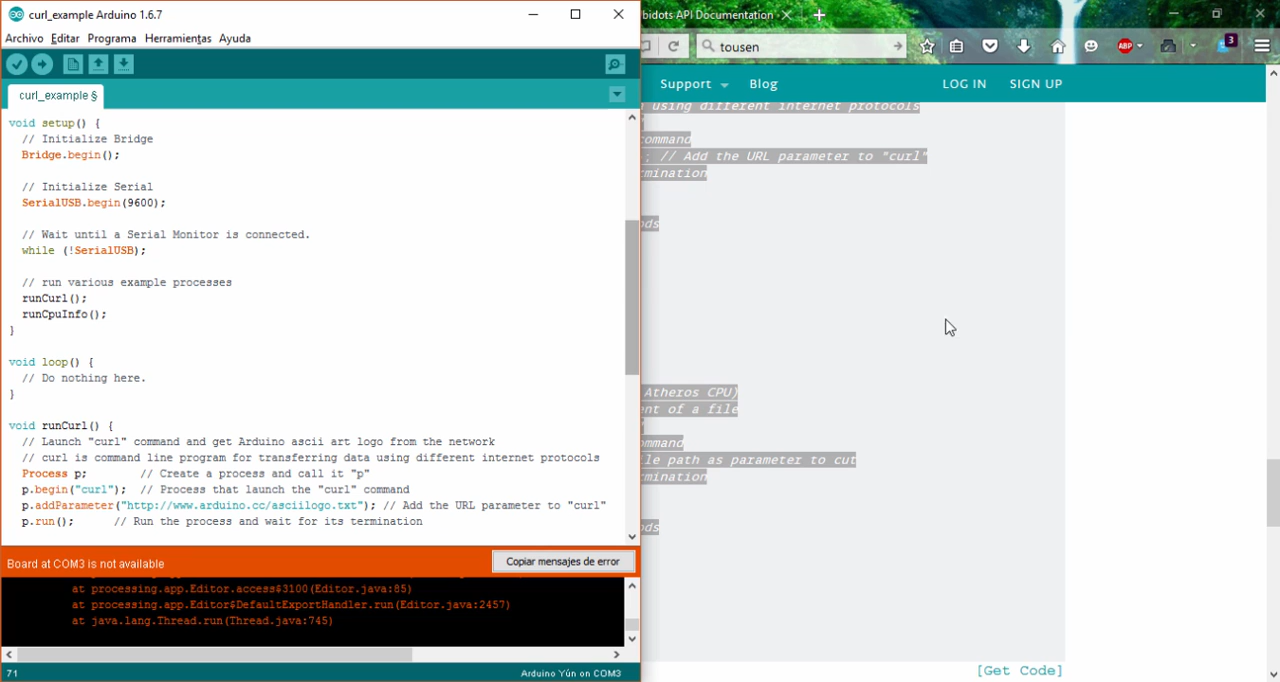 curl_example Arduino 1.6.7
Archivo Editar Programa Herramientas Ayuda
curl_example §
void setup() {
// Initialize Bridge
Bridge.begin();
// Initialize Serial
SerialUSB.begin(9600);
// Wait until a Serial Monitor is connected.
while (!SerialUSB);
// run various example processes
runCurl();
runCpuInfo();
}
void loop() {
// Do nothing here.
}
void runCurl() {
// Launch "curl" command and get Arduino ascii art logo from the network
// curl is command line program for transferring data using different internet protocols
Process p; // Create a process and call it "p"
p.begin("curl"); // Process that launch the "curl" command
p.addParameter("http://www.arduino.cc/asciilogo.txt"); // Add the URL parameter to "curl"
p.run(); // Run the process and wait for its termination
Board at COM3 is not available
Copiar mensajes de error
at processing.app.Editor.access$3100(Editor.java:85)
at processing.app.Editor$DefaultExportHandler.run(Editor.java:2457)
at java.lang.Thread.run(Thread.java:745)
71
Arduino Yún on COM3
bidots API Documentation
tousen
ABP
3
Support Blog LOG IN SIGN UP
using different internet protocols
ommand
; // Add the URL parameter to "curl"
rmination
ods
Atheros CPU)
nt of a file
ommand
le path as parameter to cut
rmination
ods
[Get Code]